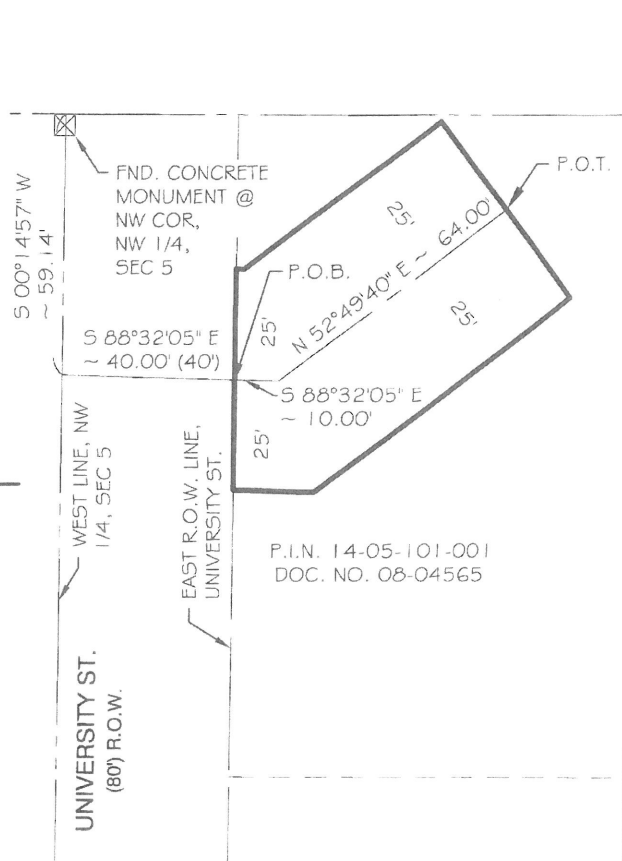 FND. CONCRETE
MONUMENT @
NW COR,
NW 1/4,
SEC 5
P.O.T.
S 00°14'57" W
~ 59.14'
25'
N 52°49'40" E ~ 64.00'
P.O.B.
25'
25'
S 88°32'05" E
~ 40.00' (40')
S 88°32'05" E
~ 10.00'
25'
WEST LINE, NW
1/4, SEC 5
EAST R.O.W. LINE,
UNIVERSITY ST.
P.I.N. 14-05-101-001
DOC. NO. 08-04565
UNIVERSITY ST.
(80') R.O.W.